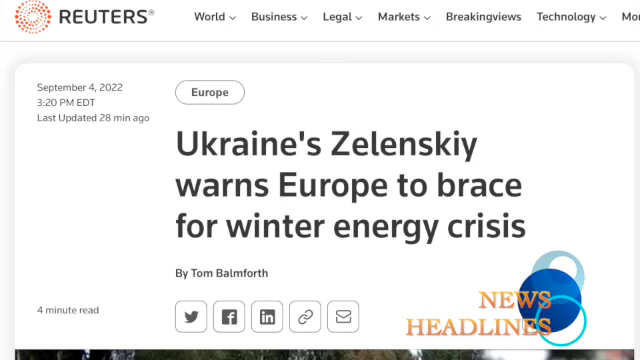 REUTERS®
World Business Legal Markets Breakingviews Technology
September 4, 2022
3:20 PM EDT
Last Updated 28 min ago
Europe
Ukraine's Zelenskiy
warns Europe to brace
for winter energy crisis
By Tom Balmforth
4 minute read
NEWS
HEADLINES